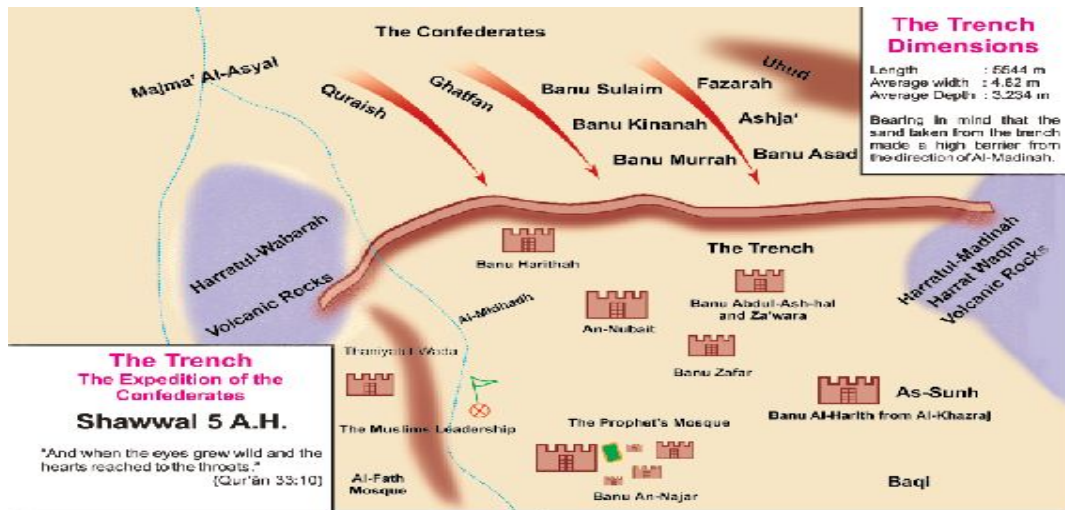 The Confederates
Majma' Al-Asyal
Quraish
Ghatfan
Banu Sulaim
Fazarah
Uhud
Banu Kinanah
Ashja'
Banu Murrah
Banu Asad
The Trench
Dimensions
Length : 5544 m
Average width : 4.62 m
Average Depth : 3.234 m
Bearing in mind that the
sand taken from the trench
made a high barrier from
the direction of Al-Madinah.
Harratul-Wabarah
Volcanic Rocks
Banu Harithah
The Trench
Harratul-Madinah
Harrat Waqim
Volcanic Rocks
Al-Midhadh
An-Nubait
Banu Abdul-Ash-hal
and Za'wara
Thaniyatul-Wada
Banu Zafar
The Muslims Leadership
The Prophet's Mosque
As-Sunh
Banu Al-Harith from Al-Khazraj
Al-Fath
Mosque
Banu An-Najar
Baqi
The Trench
The Expedition of the
Confederates
Shawwal 5 A.H.
"And when the eyes grew wild and the
hearts reached to the throats."
{Qur'ân 33:10}